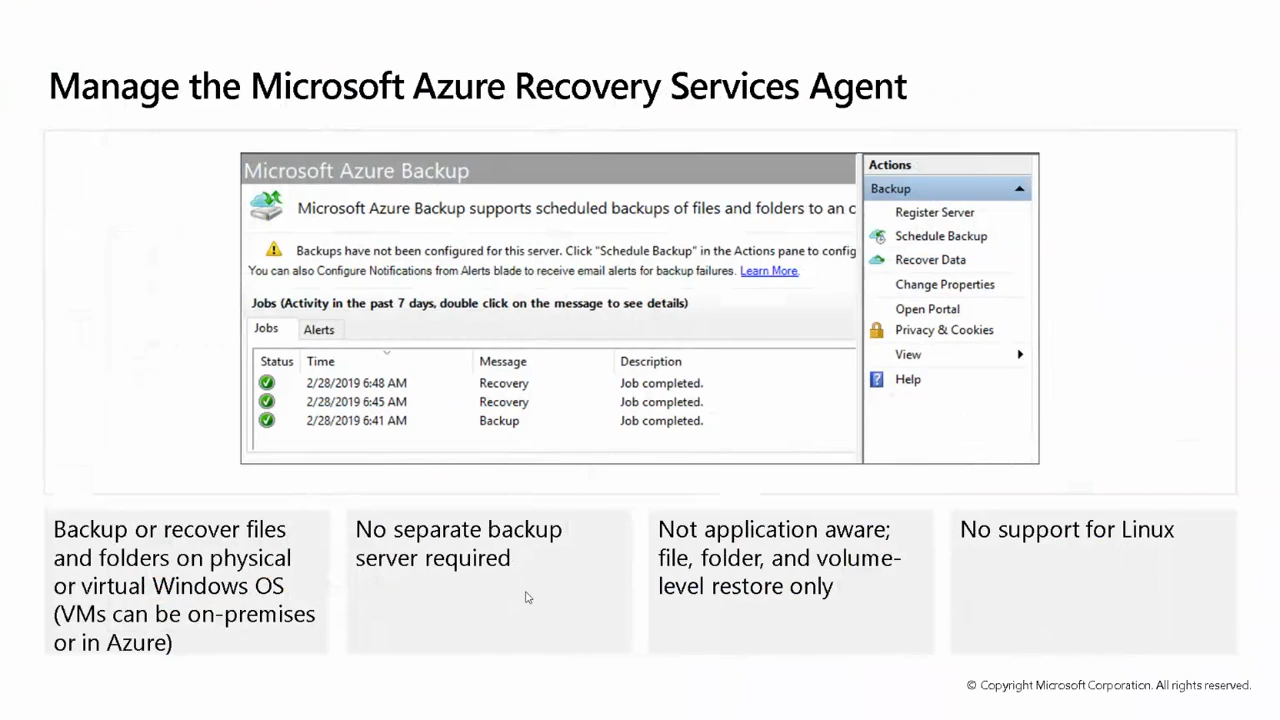 Manage the Microsoft Azure Recovery Services Agent
Microsoft Azure Backup
Microsoft Azure Backup supports scheduled backups of files and folders to an o
Backups have not been configured for this server. Click "Schedule Backup" in the Actions pane to config
You can also Configure Notifications from Alerts blade to receive email alerts for backup failures. Learn More.
Jobs (Activity in the past 7 days, double click on the message to see details)
Jobs Alerts
Status Time Message Description
2/28/2019 6:48 AM Recovery Job completed.
2/28/2019 6:45 AM Recovery Job completed.
2/28/2019 6:41 AM Backup Job completed.
Actions
Backup
Register Server
Schedule Backup
Recover Data
Change Properties
Open Portal
Privacy & Cookies
View
Help
Backup or recover files
and folders on physical
or virtual Windows OS
(VMs can be on-premises
or in Azure)
No separate backup
server required
Not application aware;
file, folder, and volume-
level restore only
No support for Linux
© Copyright Microsoft Corporation. All rights reserved.